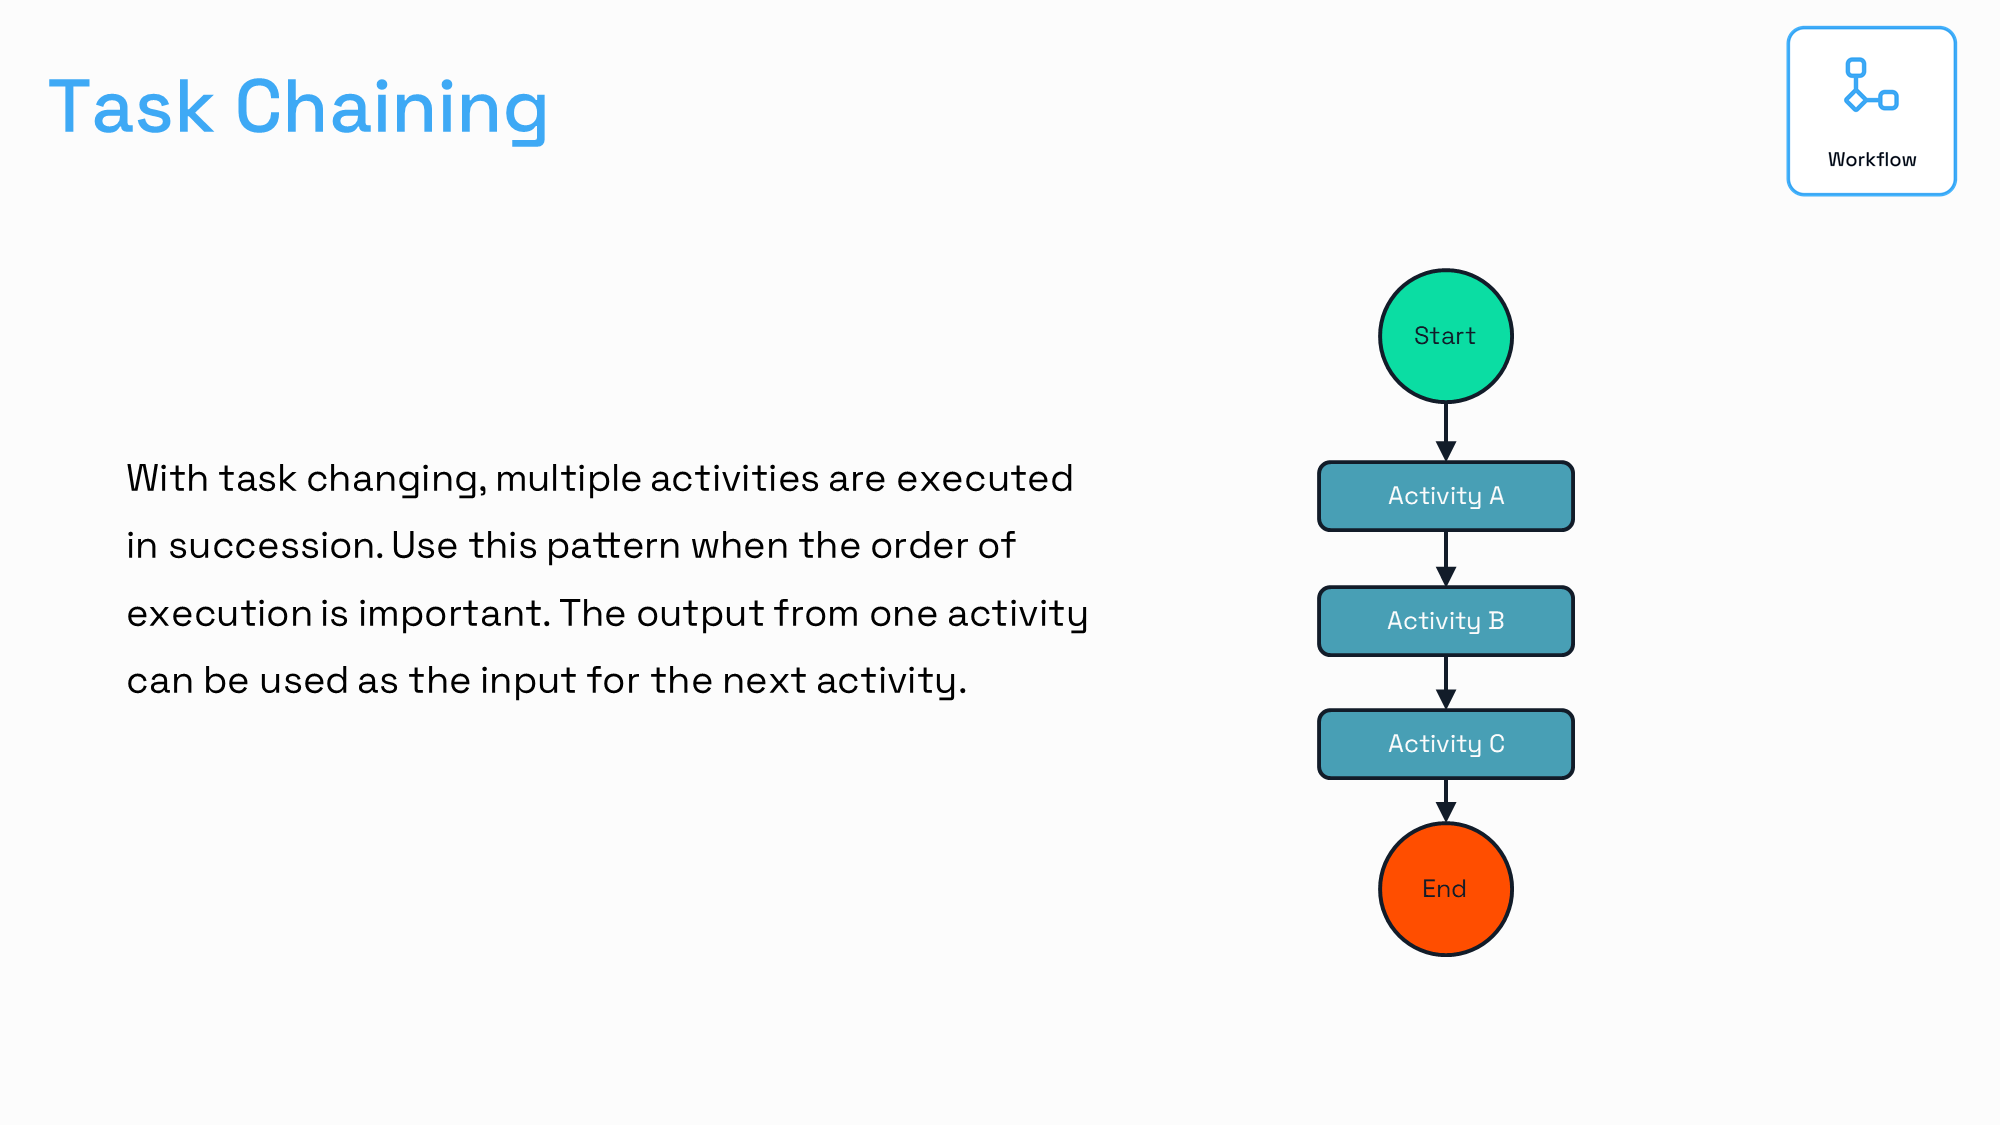 Task Chaining
Workflow
With task changing, multiple activities are executed
in succession. Use this pattern when the order of
execution is important. The output from one activity
can be used as the input for the next activity.
Start
Activity A
Activity B
Activity C
End